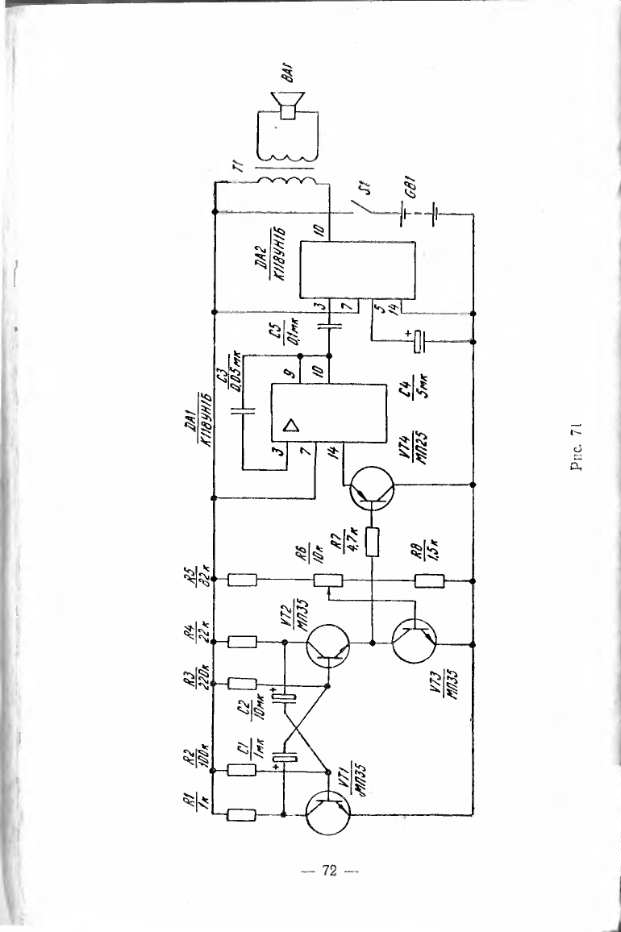 R1
1к
R2
100к
C1
1мк
VT1
МП35
C2
10мк
R3
220к
R4
22к
VT2
МП35
R5
82к
R6
10к
R7
4,7к
VT3
МП35
R8
1,5к
VT4
МП25
DA1
К118УН1Б
C3
0,05мк
3
7
14
9
10
C5
0,1мк
C4
5мк
DA2
К118УН1Б
3
7
5
14
10
T1
BA1
S1
GB1
Рис. 71
— 72 —